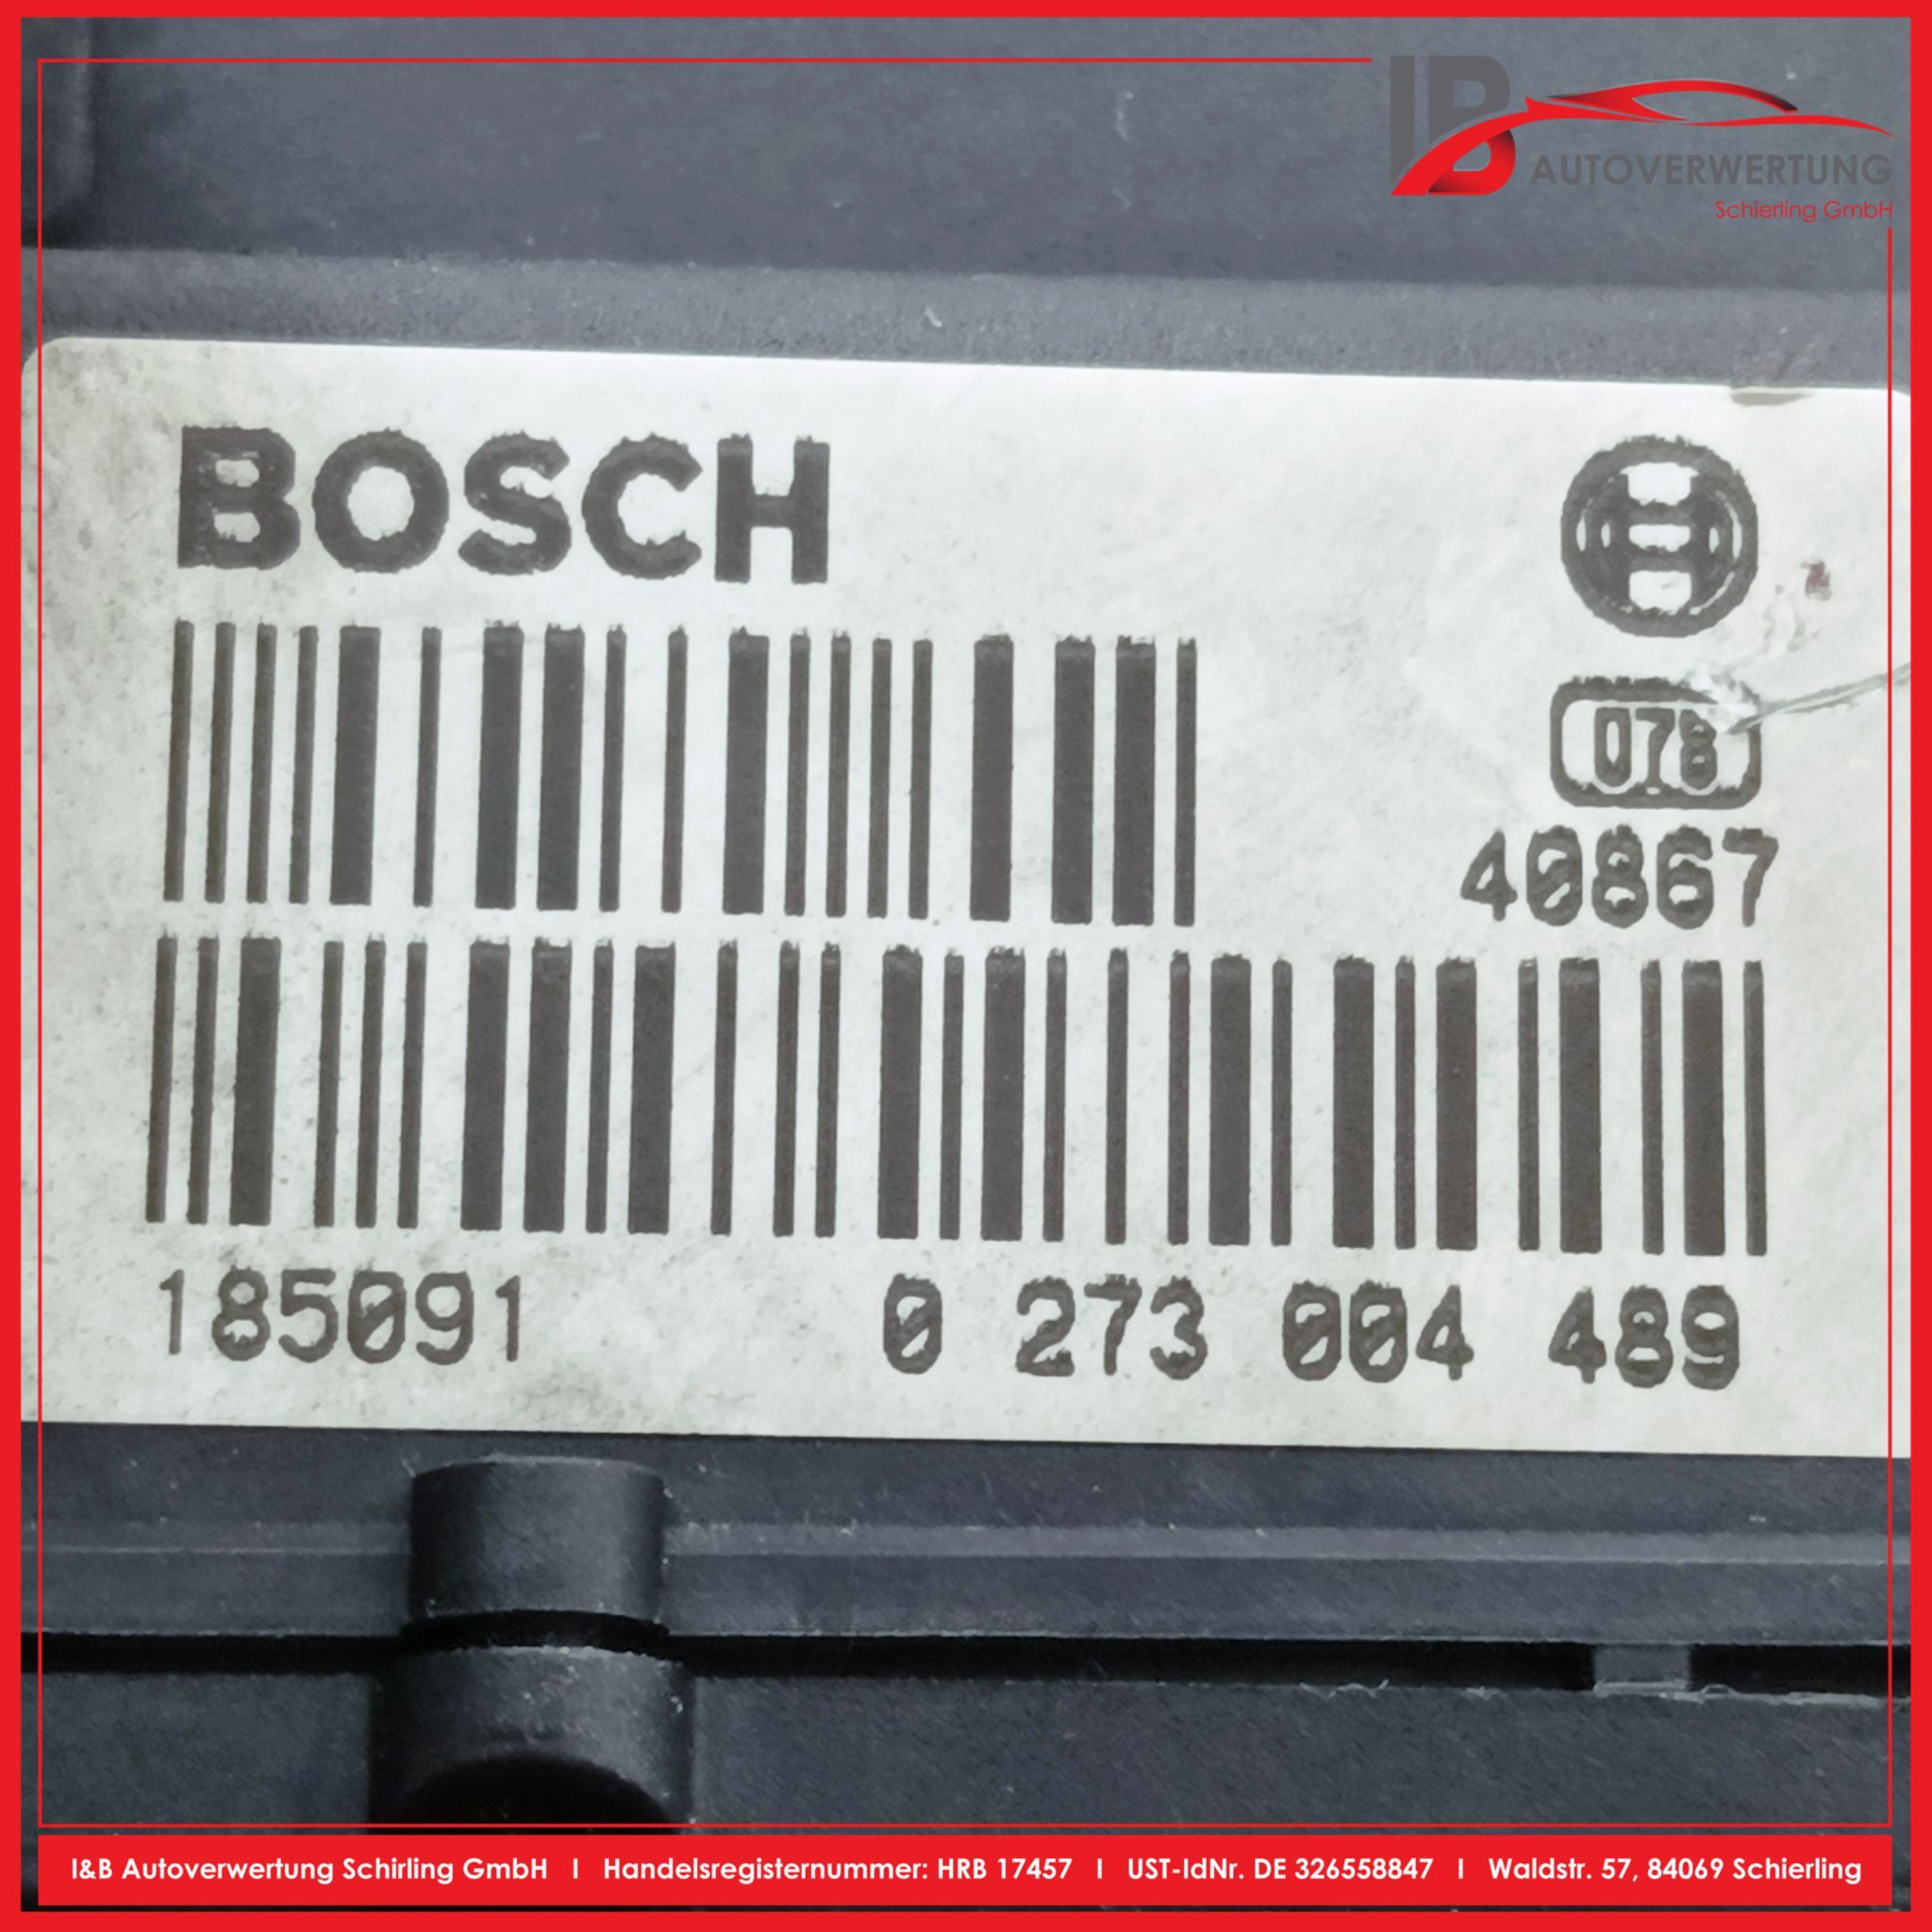 IB
AUTOVERWERTUNG
Schierling GmbH
BOSCH
078
40867
185091 0 273 004 489
I&B Autoverwertung Schirling GmbH I Handelsregisternummer: HRB 17457 I UST-IdNr. DE 326558847 I Waldstr. 57, 84069 Schierling